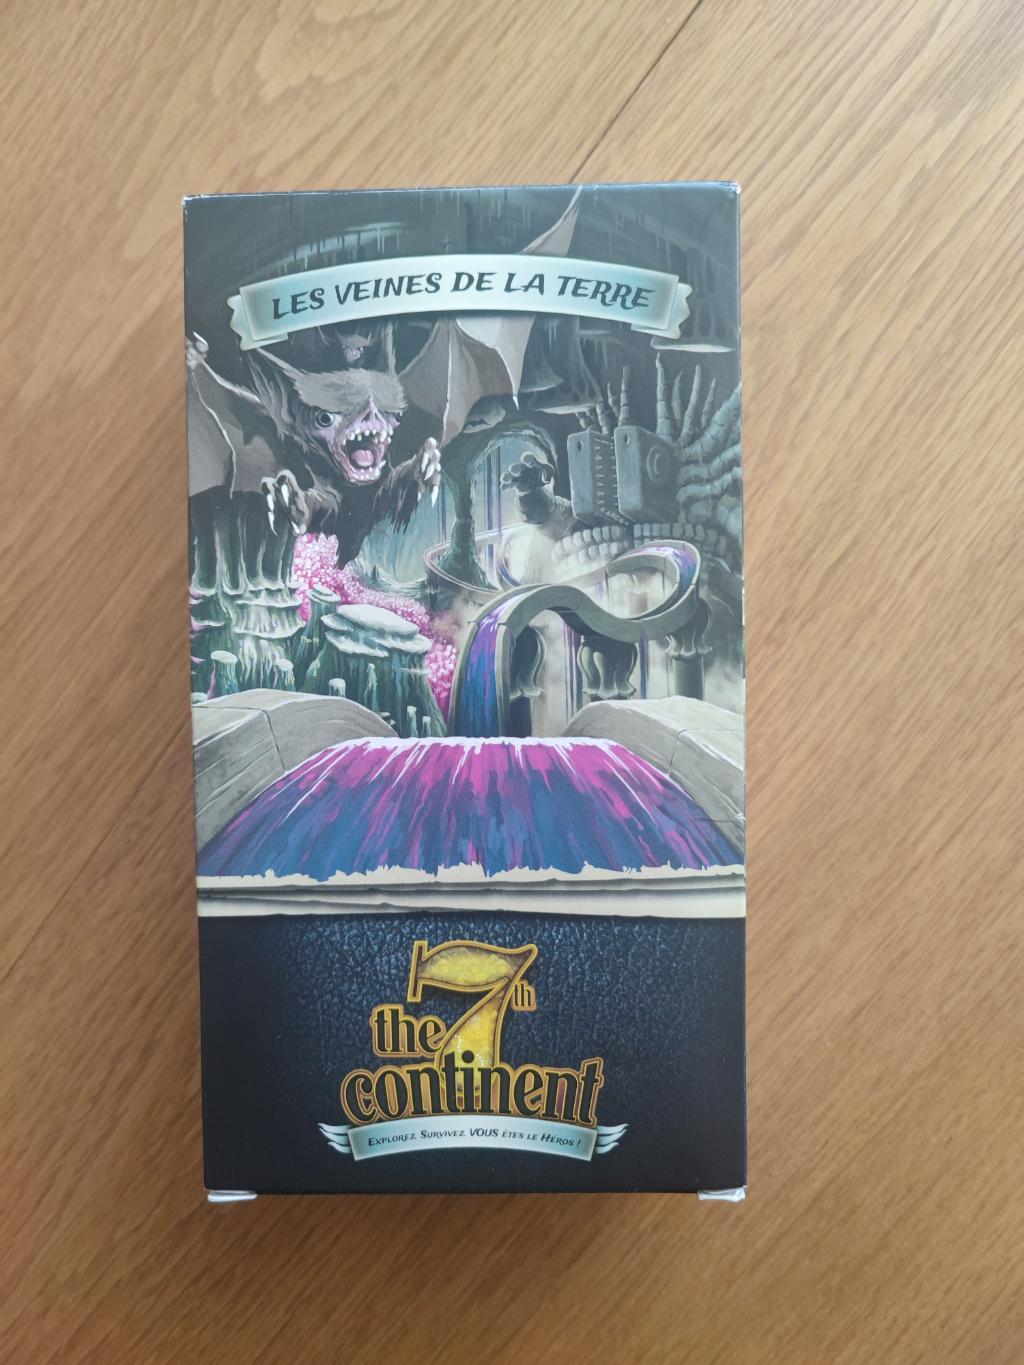 LES VEINES DE LA TERRE
the 7th
continent
EXPLOREZ. SURVIVEZ. VOUS ÊTES LE HÉROS !